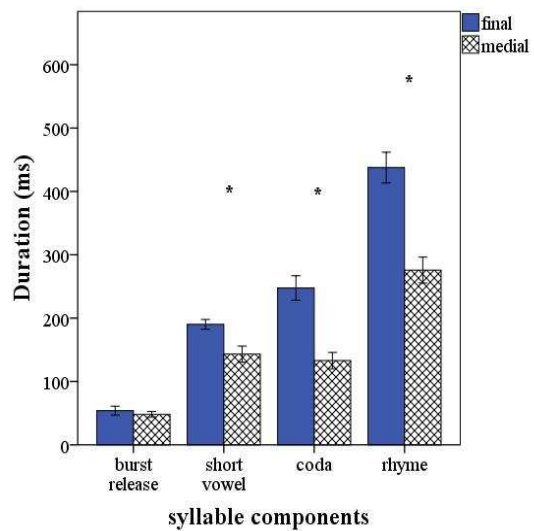 final
medial
Duration (ms)
600
500
400
300
200
100
0
*
*
*
burst
release
short
vowel
coda
rhyme
syllable components